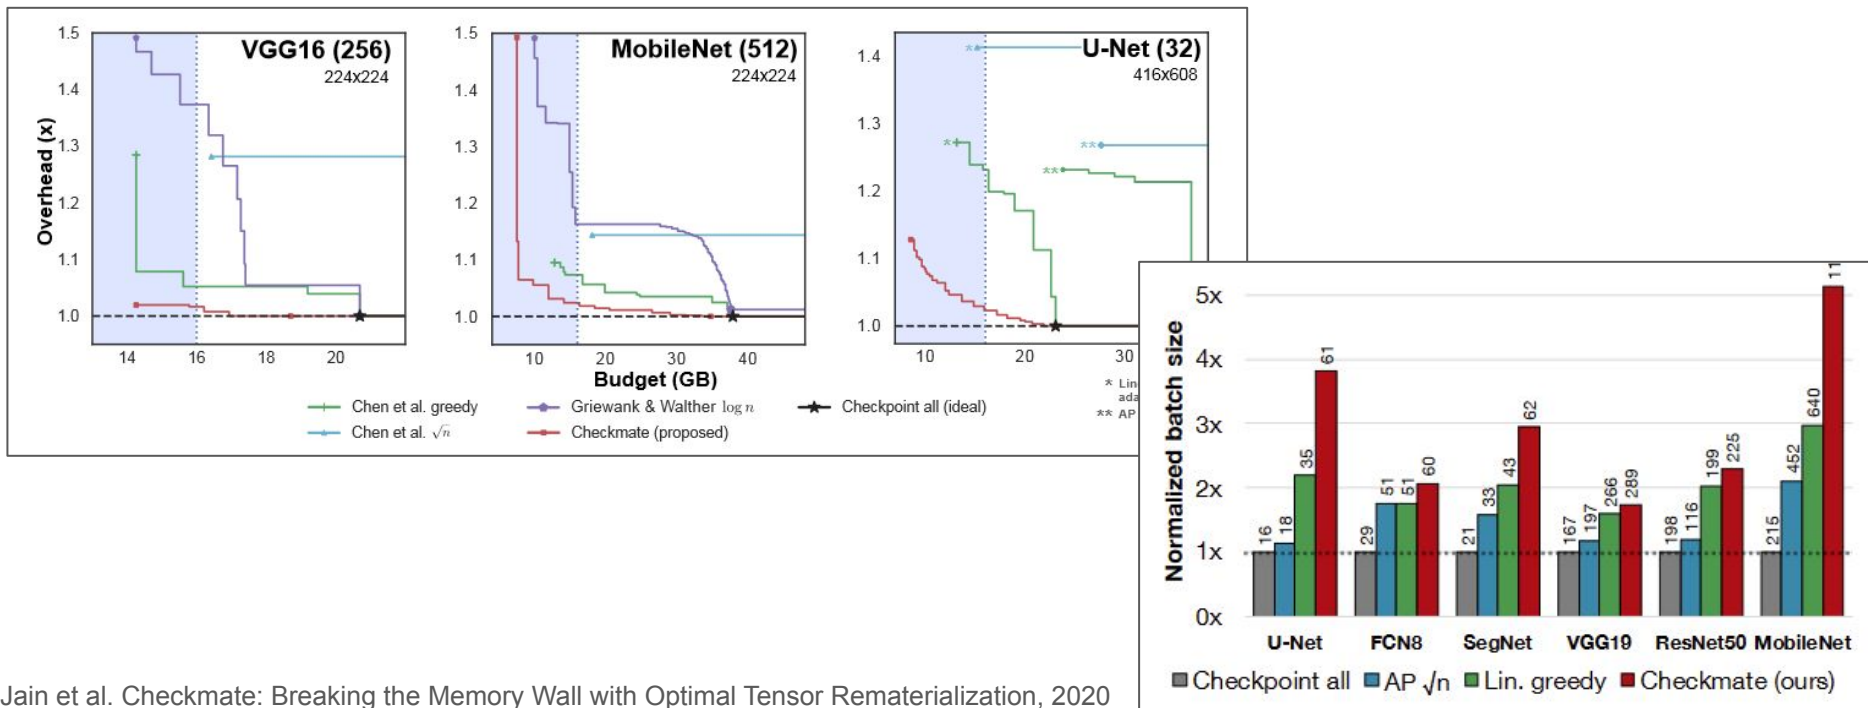 VGG16 (256)
224x224
1.5
1.4
1.3
1.2
1.1
1.0
Overhead (x)
14 16 18 20
MobileNet (512)
224x224
1.5
1.4
1.3
1.2
1.1
1.0
10 20 30 40
Budget (GB)
U-Net (32)
416x608
1.4
1.3
1.2
1.1
1.0
*
*
**
**
10 20 30
Chen et al. greedy
Chen et al. √n
Griewank & Walther log n
Checkmate (proposed)
Checkpoint all (ideal)
* Lin
ada
** AP
Normalized batch size
5x
4x
3x
2x
1x
0x
16 18 35 61
29 51 51 60
21 33 43 62
167 197 266 289
198 116 199 225
215 452 640 11
U-Net FCN8 SegNet VGG19 ResNet50 MobileNet
Checkpoint all AP √n Lin. greedy Checkmate (ours)
Jain et al. Checkmate: Breaking the Memory Wall with Optimal Tensor Rematerialization, 2020